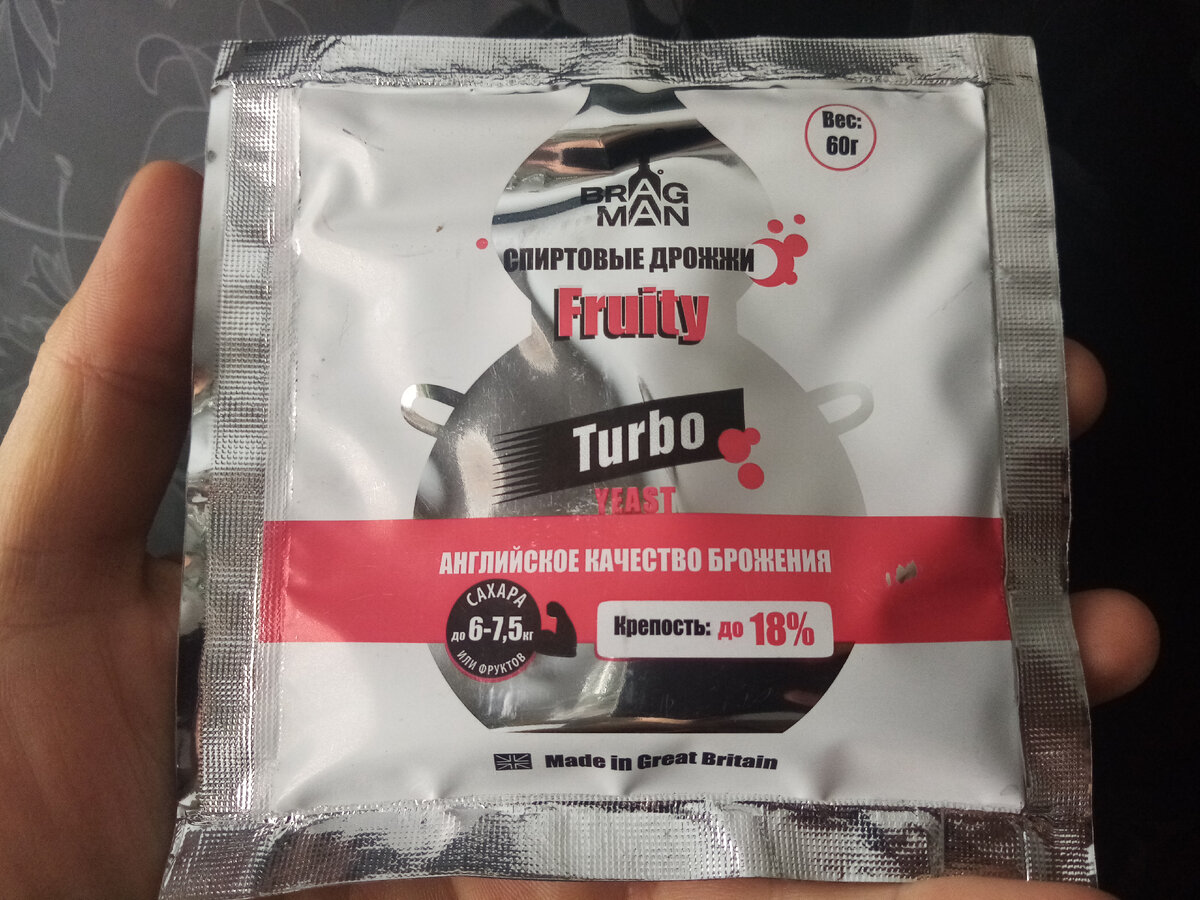 Вес:
60г
BRAG
MAN
СПИРТОВЫЕ ДРОЖЖИ
Fruity
Turbo
YEAST
АНГЛИЙСКОЕ КАЧЕСТВО БРОЖЕНИЯ
САХАРА
до 6-7,5кг
ИЛИ ФРУКТОВ
Крепость: до 18%
Made in Great Britain